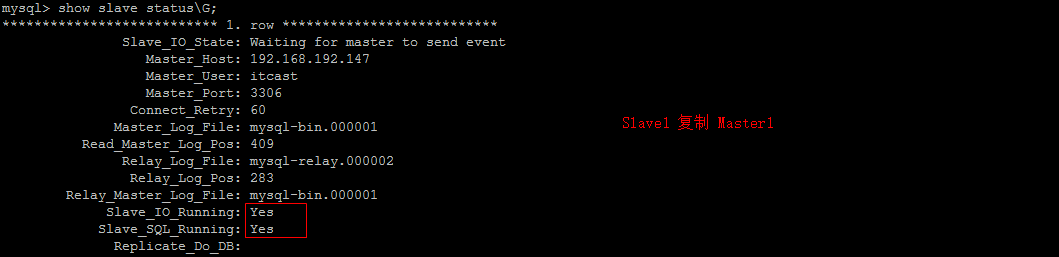 mysql> show slave status\G;
*************************** 1. row ***************************
Slave_IO_State: Waiting for master to send event
Master_Host: 192.168.192.147
Master_User: itcast
Master_Port: 3306
Connect_Retry: 60
Master_Log_File: mysql-bin.000001
Slave1 复制 Master1
Read_Master_Log_Pos: 409
Relay_Log_File: mysql-relay.000002
Relay_Log_Pos: 283
Relay_Master_Log_File: mysql-bin.000001
Slave_IO_Running: Yes
Slave_SQL_Running: Yes
Replicate_Do_DB: